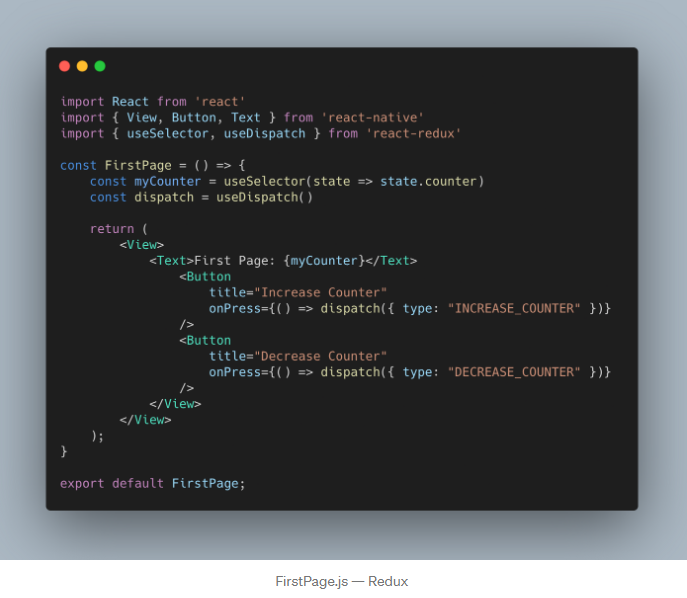 import React from 'react'
import { View, Button, Text } from 'react-native'
import { useSelector, useDispatch } from 'react-redux'
const FirstPage = () => {
const myCounter = useSelector(state => state.counter)
const dispatch = useDispatch()
return (
<View>
<Text>First Page: {myCounter}</Text>
<Button
title="Increase Counter"
onPress={() => dispatch({ type: "INCREASE_COUNTER" })}
/>
<Button
title="Decrease Counter"
onPress={() => dispatch({ type: "DECREASE_COUNTER" })}
/>
</View>
</View>
);
}
export default FirstPage;
FirstPage.js — Redux